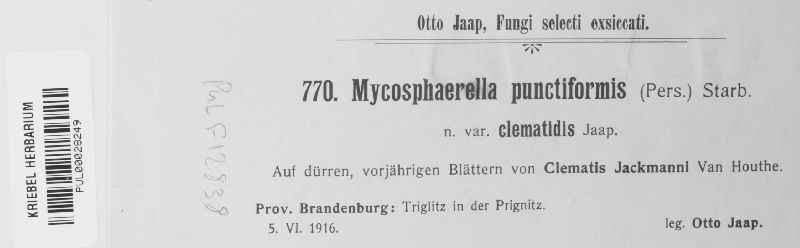 Otto Jaap, Fungi selecti exsiccati.
770. Mycosphaerella punctiformis (Pers.) Starb.
n. var. clematidis Jaap.
Auf dürren, vorjährigen Blättern von Clematis Jackmanni Van Houthe.
Prov. Brandenburg: Triglitz in der Prignitz.
5. VI. 1916.
leg. Otto Jaap.
KRIEBEL HERBARIUM
PUL00028249
PUL F12838